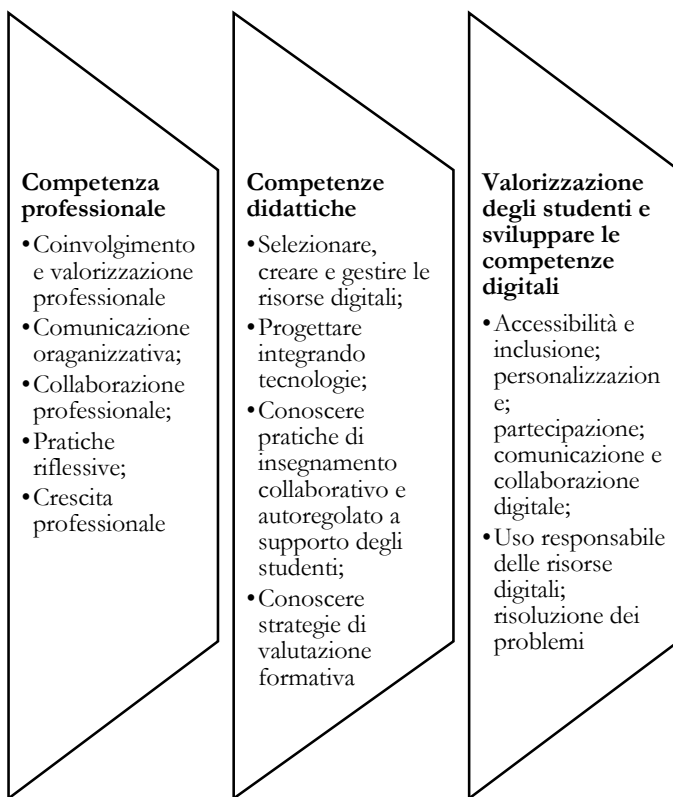 Competenza
professionale
•Coinvolgimento
e valorizzazione
professionale
•Comunicazione
oraganizzativa;
•Collaborazione
professionale;
•Pratiche
riflessive;
•Crescita
professionale
Competenze
didattiche
•Selezionare,
creare e gestire le
risorse digitali;
•Progettare
integrando
tecnologie;
•Conoscere
pratiche di
insegnamento
collaborativo e
autoregolato a
supporto degli
studenti;
•Conoscere
strategie di
valutazione
formativa
Valorizzazione
degli studenti e
sviluppare le
competenze
digitali
•Accessibilità e
inclusione;
personalizzazion
e;
partecipazione;
comunicazione e
collaborazione
digitale;
•Uso responsabile
delle risorse
digitali;
risoluzione dei
problemi